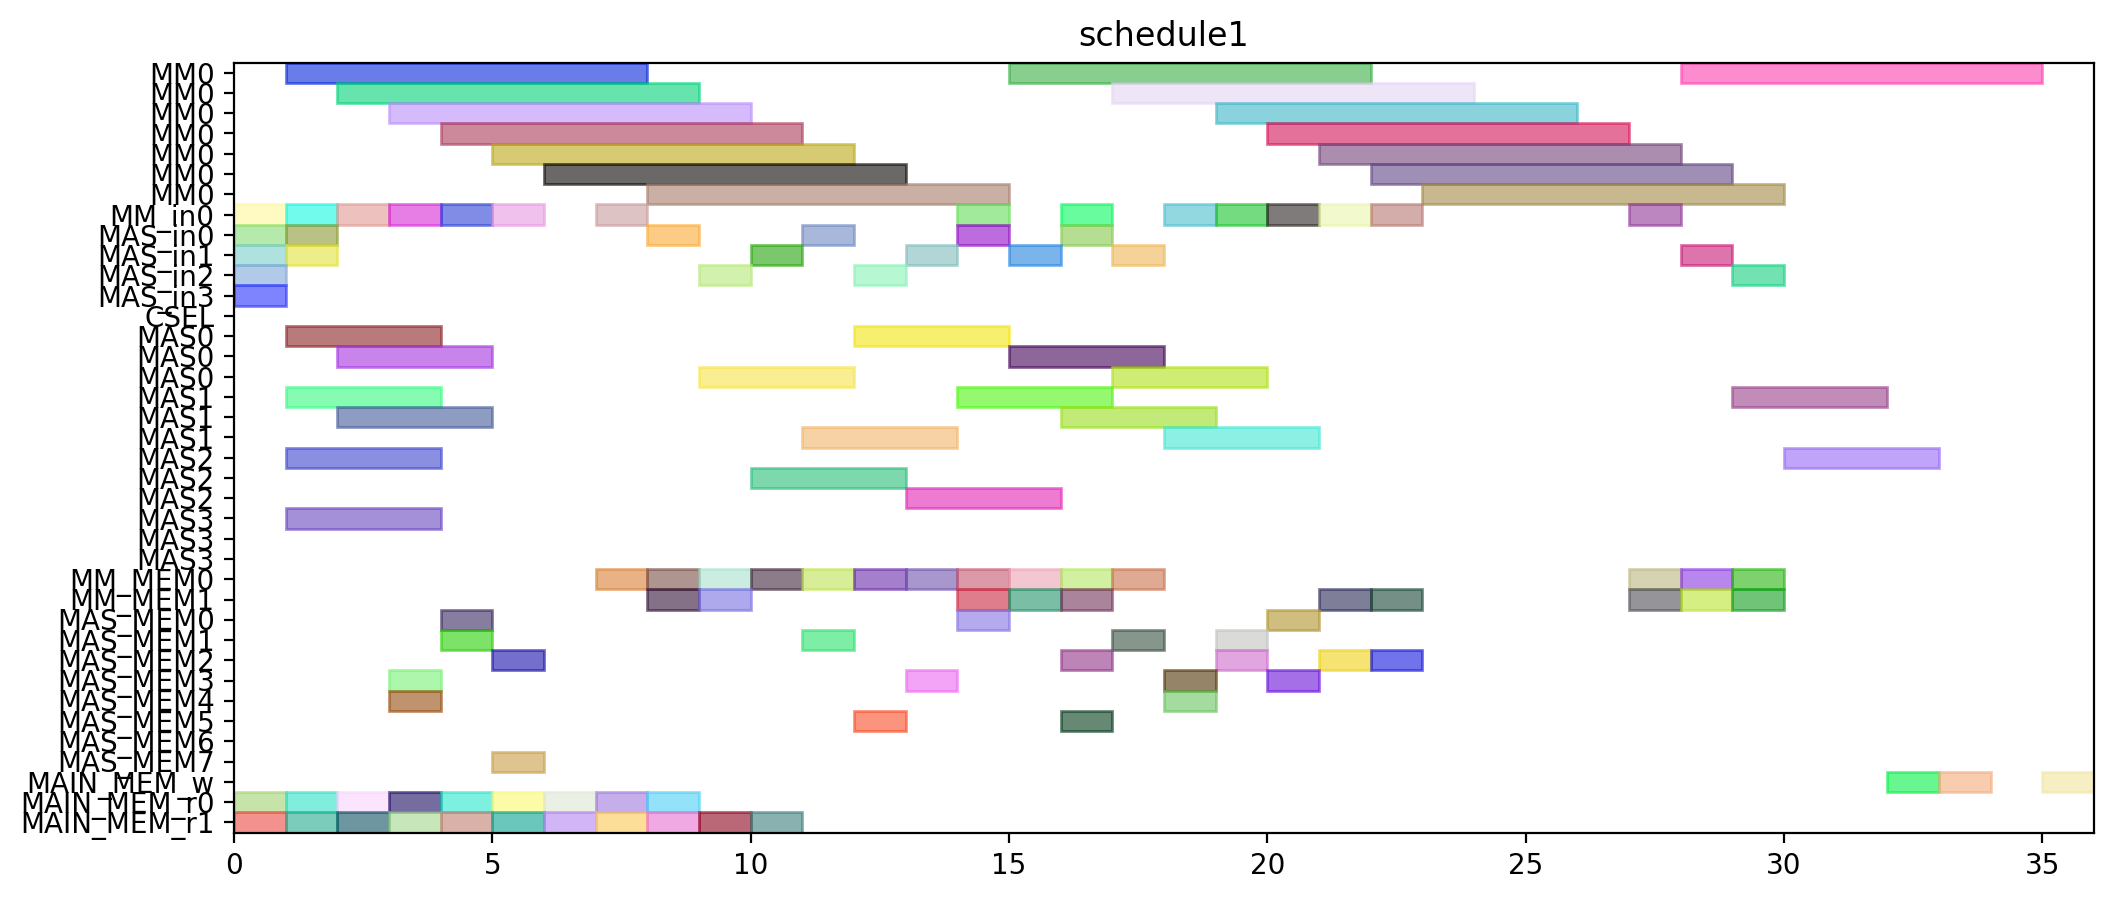 schedule1
MM0
MM0
MM0
MM0
MM0
MM0
MM0
MM_in0
MAS_in0
MAS_in1
MAS_in2
MAS_in3
CSEL
MAS0
MAS0
MAS0
MAS1
MAS1
MAS1
MAS2
MAS2
MAS2
MAS3
MAS3
MAS3
MM_MEM0
MM_MEM1
MAS_MEM0
MAS_MEM1
MAS_MEM2
MAS_MEM3
MAS_MEM4
MAS_MEM5
MAS_MEM6
MAS_MEM7
MAIN_MEM_w
MAIN_MEM_r0
MAIN_MEM_r1
0 5 10 15 20 25 30 35